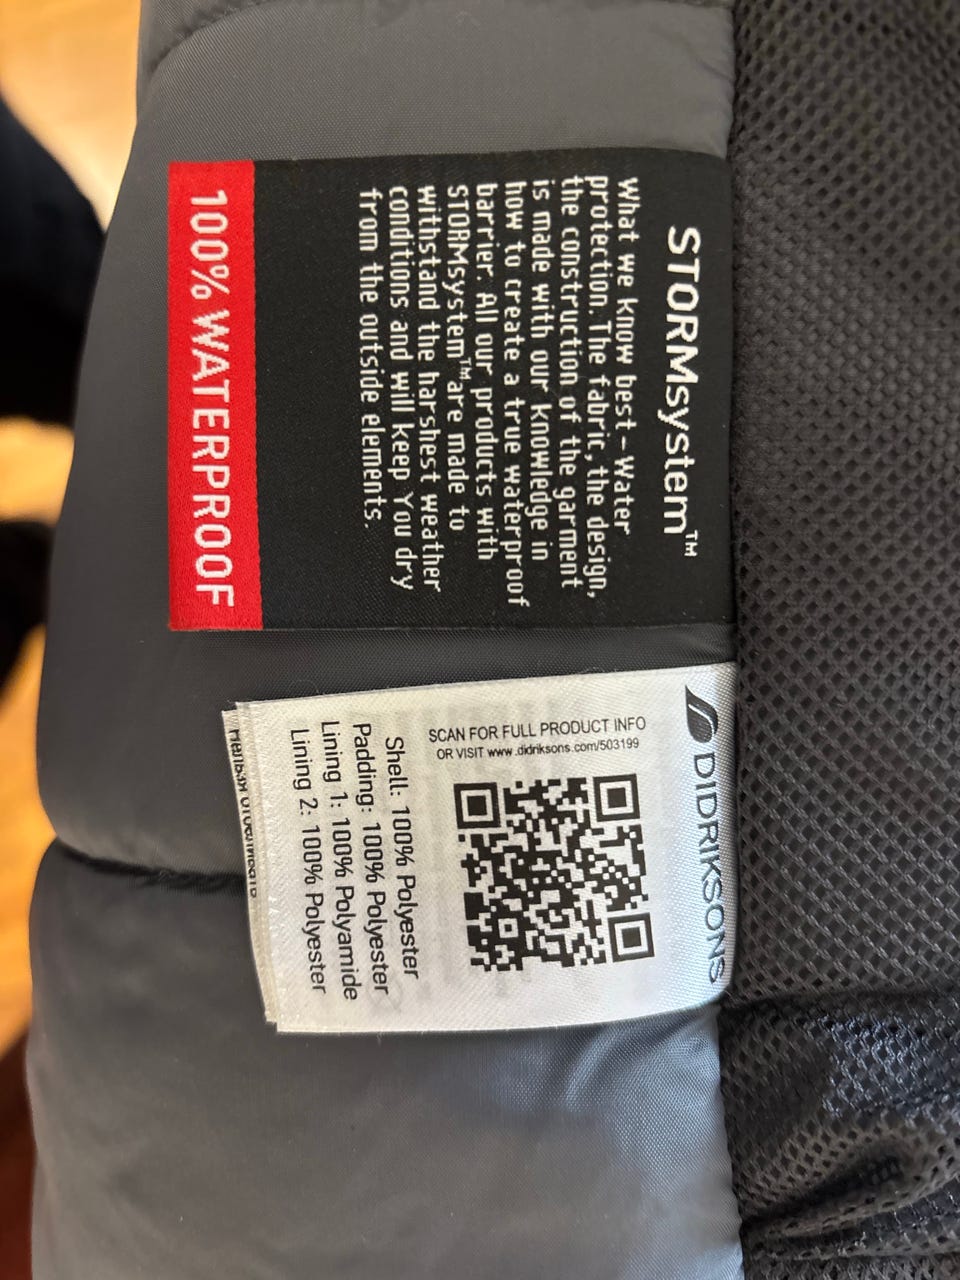 STORMsystem™
What we know best - Water
protection. The fabric, the design,
the construction of the garment
is made with our knowledge in
how to create a true waterproof
barrier. All our products with
STORMsystem™ are made to
withstand the harshest weather
conditions and will keep You dry
from the outside elements.
100% WATERPROOF
DIDRIKSONS
SCAN FOR FULL PRODUCT INFO
OR VISIT www.didriksons.com/503199
Shell: 100% Polyester
Padding: 100% Polyester
Lining 1: 100% Polyamide
Lining 2: 100% Polyester